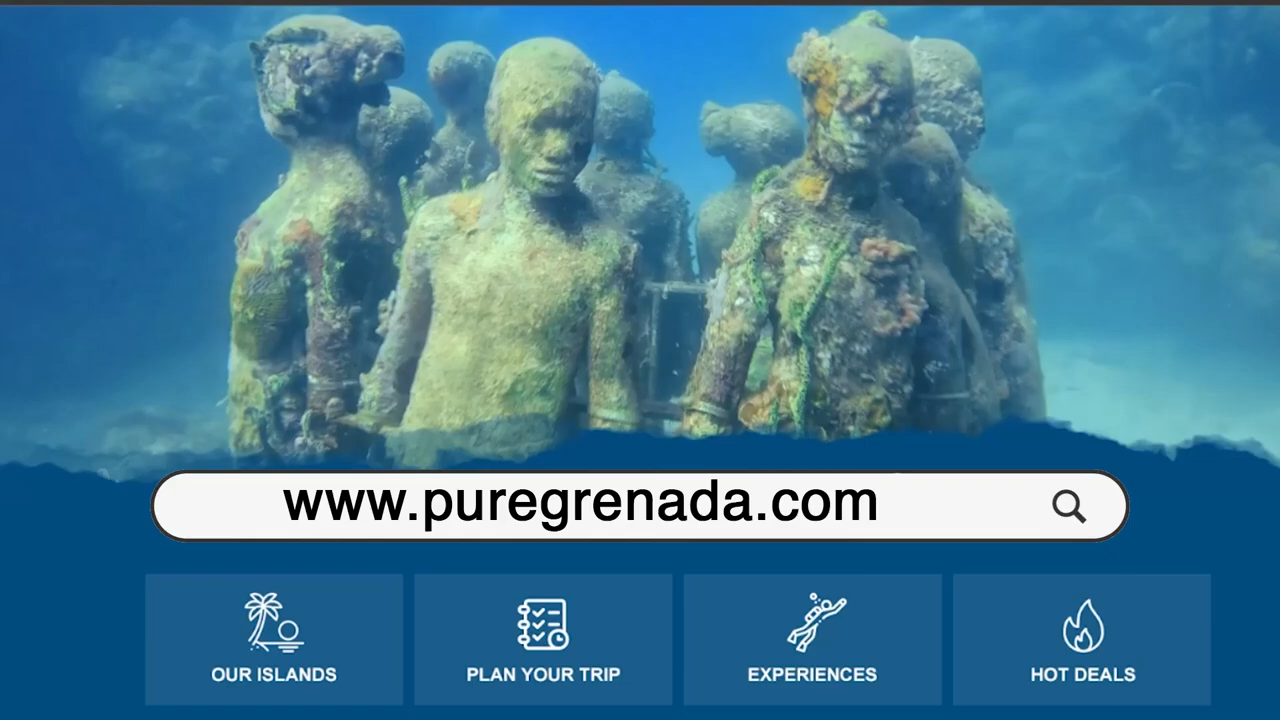 www.puregrenada.com
OUR ISLANDS
PLAN YOUR TRIP
EXPERIENCES
HOT DEALS